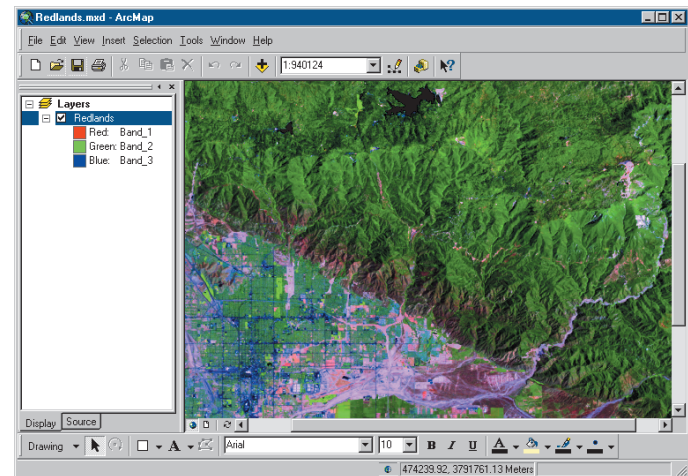 Redlands.mxd - ArcMap
File Edit View Insert Selection Tools Window Help
1:940124
Layers
Redlands
Red: Band_1
Green: Band_2
Blue: Band_3
Display Source
Drawing A Arial 10 B I U A
474239.92, 3791761.13 Meters